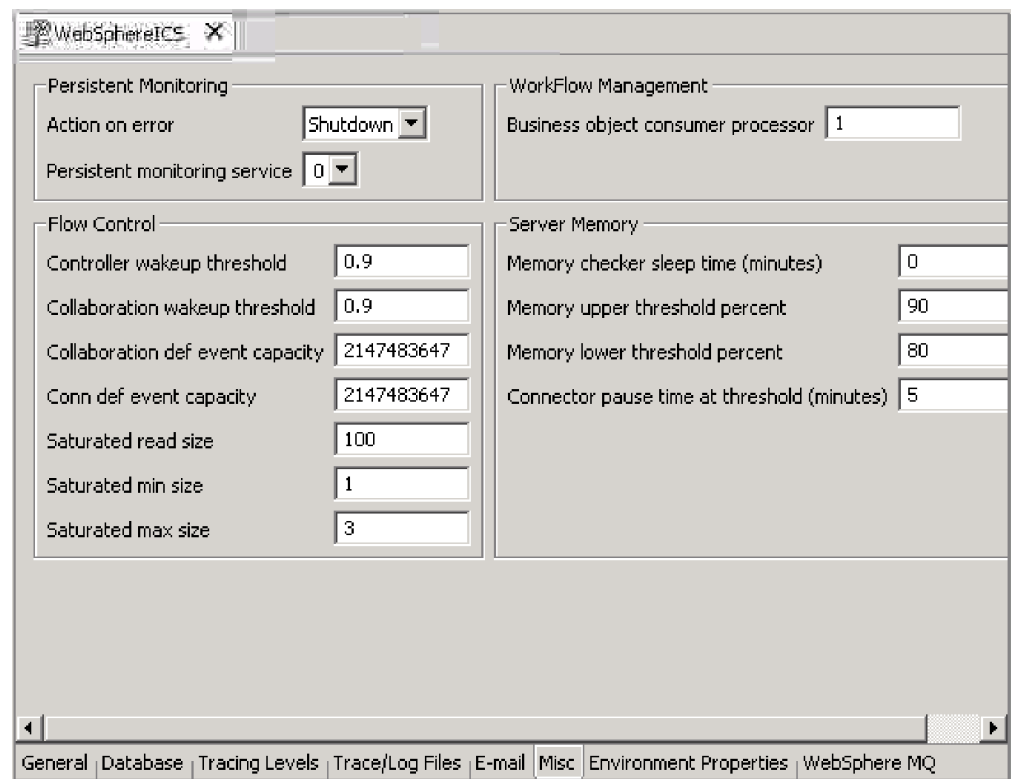 WebSphereICS
Persistent Monitoring
Action on error Shutdown
Persistent monitoring service 0
WorkFlow Management
Business object consumer processor 1
Flow Control
Controller wakeup threshold 0.9
Collaboration wakeup threshold 0.9
Collaboration def event capacity 2147483647
Conn def event capacity 2147483647
Saturated read size 100
Saturated min size 1
Saturated max size 3
Server Memory
Memory checker sleep time (minutes) 0
Memory upper threshold percent 90
Memory lower threshold percent 80
Connector pause time at threshold (minutes) 5
General Database Tracing Levels Trace/Log Files E-mail Misc Environment Properties WebSphere MQ